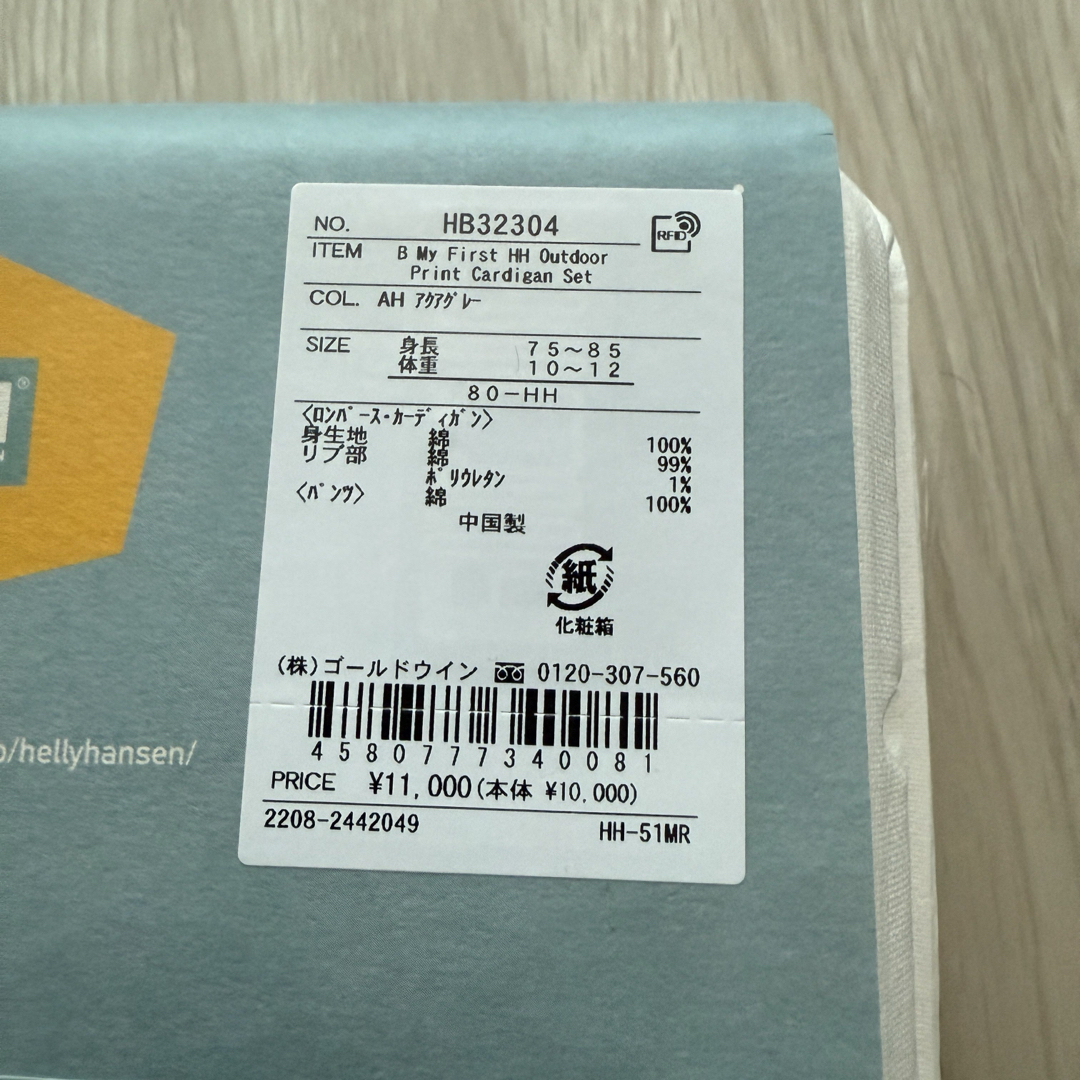 NO. HB32304
RFID
ITEM B My First HH Outdoor
Print Cardigan Set
COL. AH アクアグレー
SIZE 身長 75〜85
体重 10〜12
80-HH
〈ロンパース・カーディガン〉
身生地 綿 100%
リブ部 綿 99%
ポリウレタン 1%
〈パンツ〉 綿 100%
中国製
紙
化粧箱
(株)ゴールドウイン 0120-307-560
4580777340081
/hellyhansen/
PRICE ¥11,000(本体 ¥10,000)
2208-2442049 HH-51MR
®